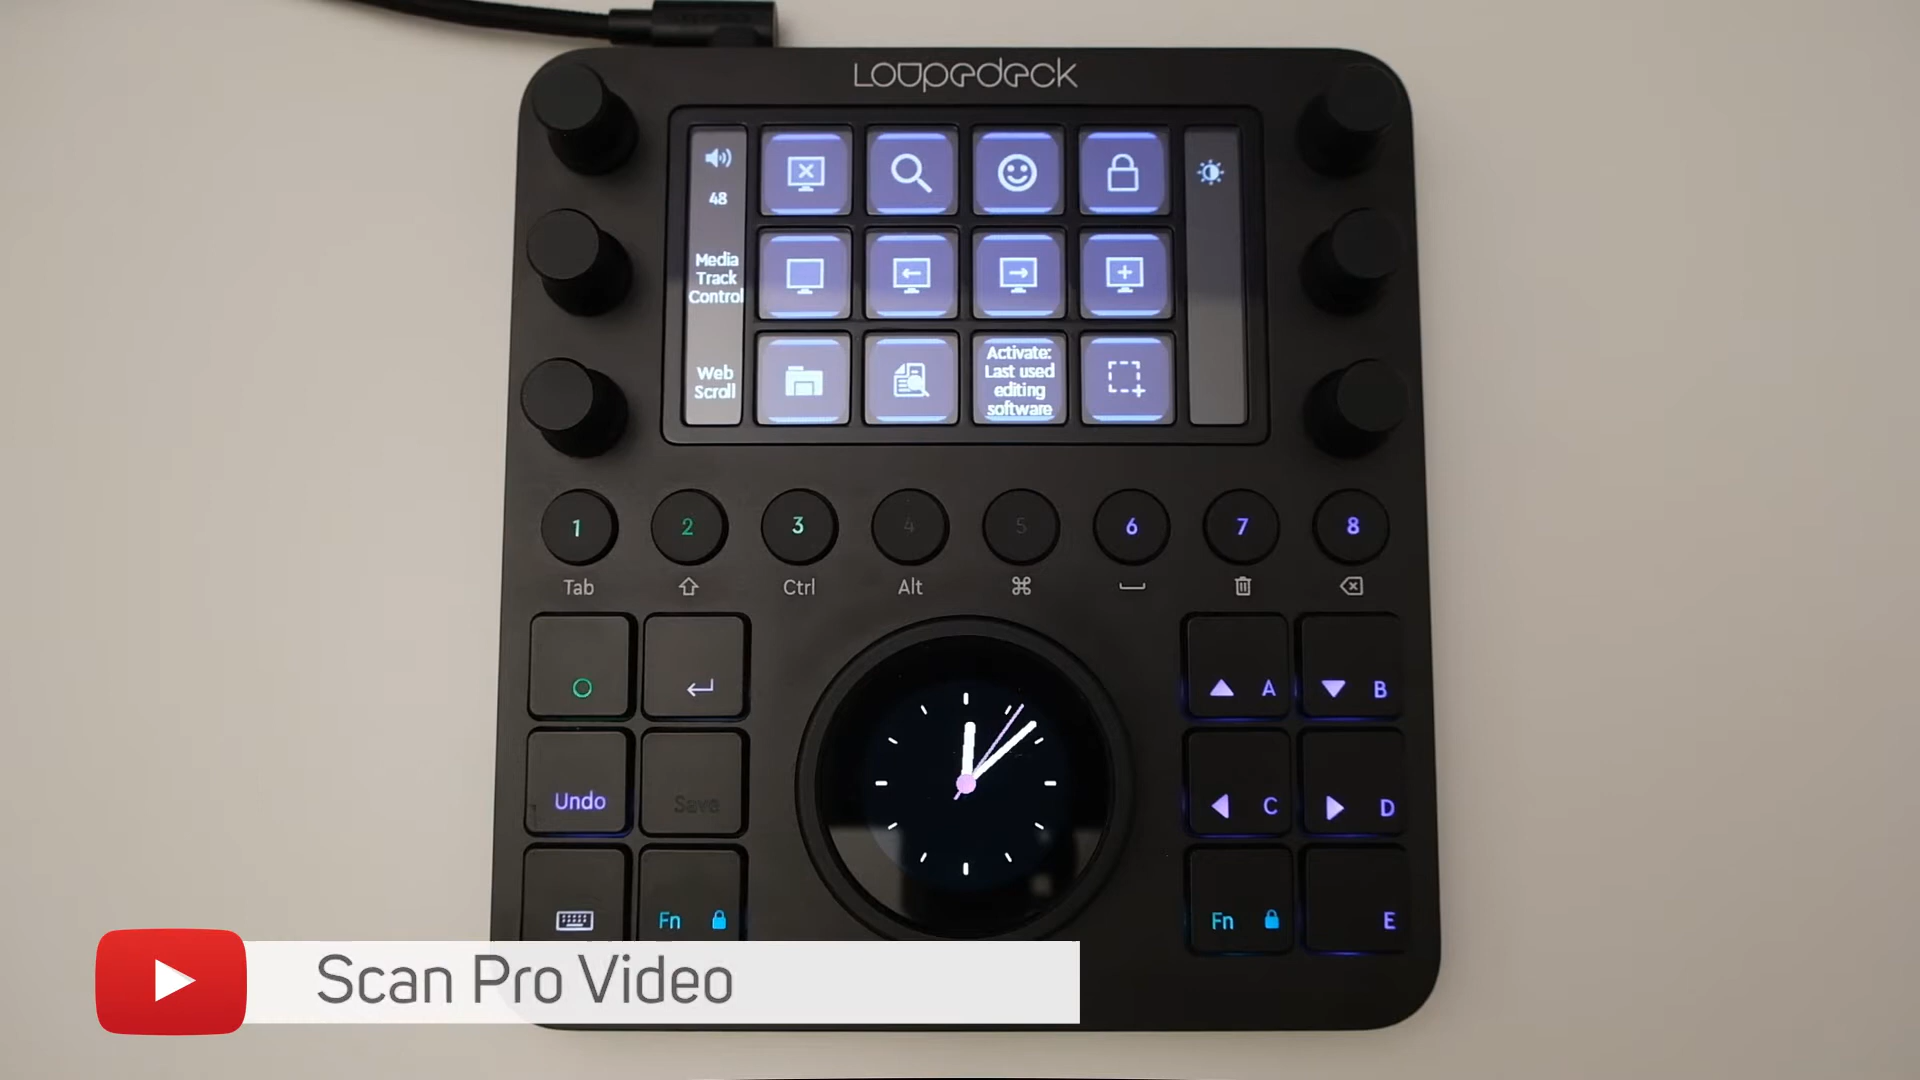 Loupedeck
48
Media
Track
Control
Web
Scroll
Activate:
Last used
editing
software
1 2 3 4 5 6 7 8
Tab Ctrl Alt ⌘
A B
Undo Save C D
Fn Fn E
Scan Pro Video